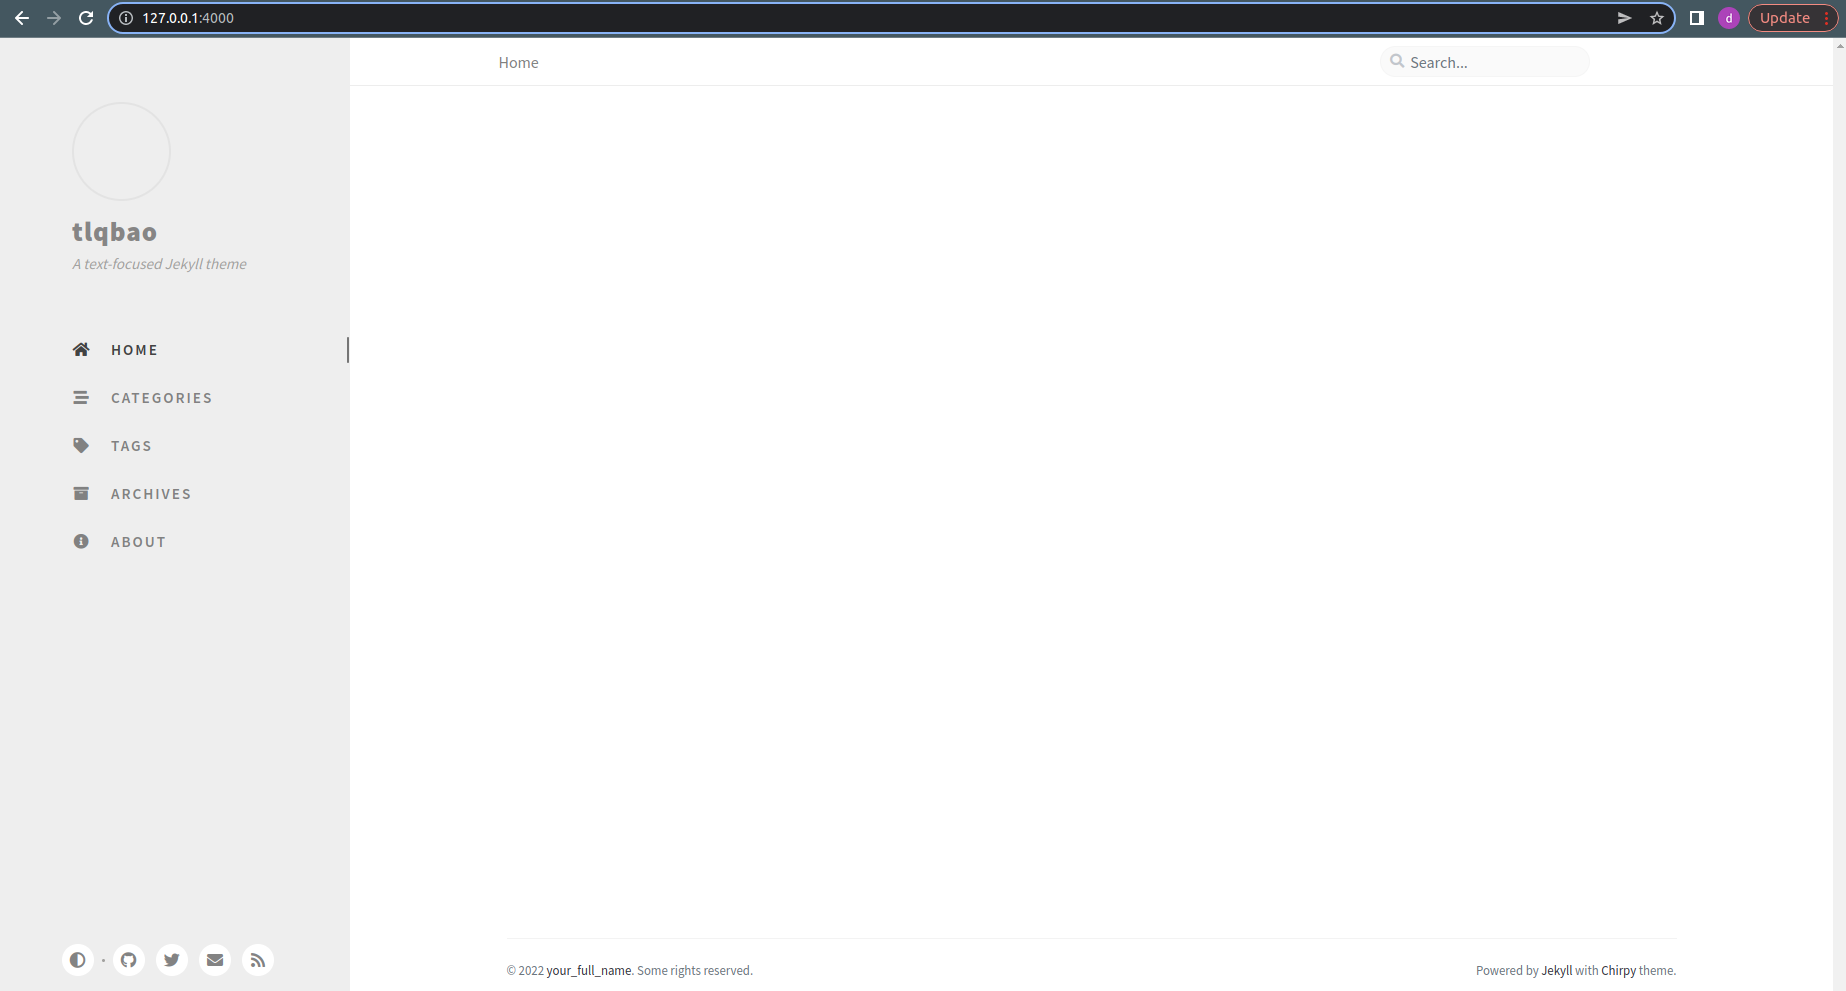 127.0.0.1:4000
d
Update
Home
Search...
tlqbao
A text-focused Jekyll theme
HOME
CATEGORIES
TAGS
ARCHIVES
ABOUT
© 2022 your_full_name. Some rights reserved.
Powered by Jekyll with Chirpy theme.